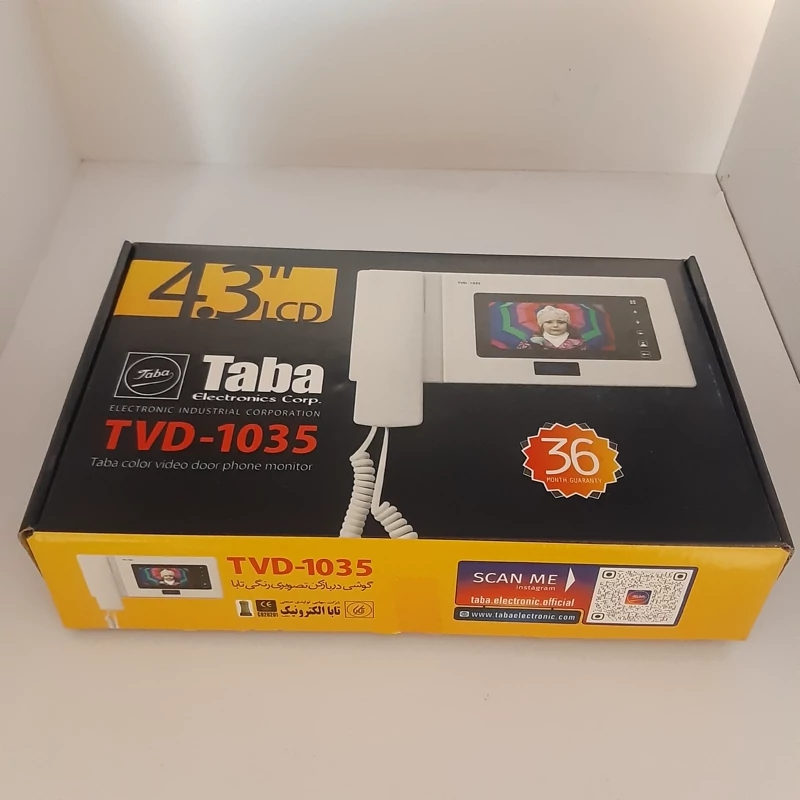 4.3" LCD
Taba
Taba
Electronics Corp.
ELECTRONIC INDUSTRIAL CORPORATION
TVD-1035
Taba color video door phone monitor
36
MONTH GUARANTY
TVD-1035
گوشی دربازکن تصویری رنگی تابا
تابا الکترونیک
CE
SCAN ME
instagram
taba.electronic.official
www.tabaelectronic.com